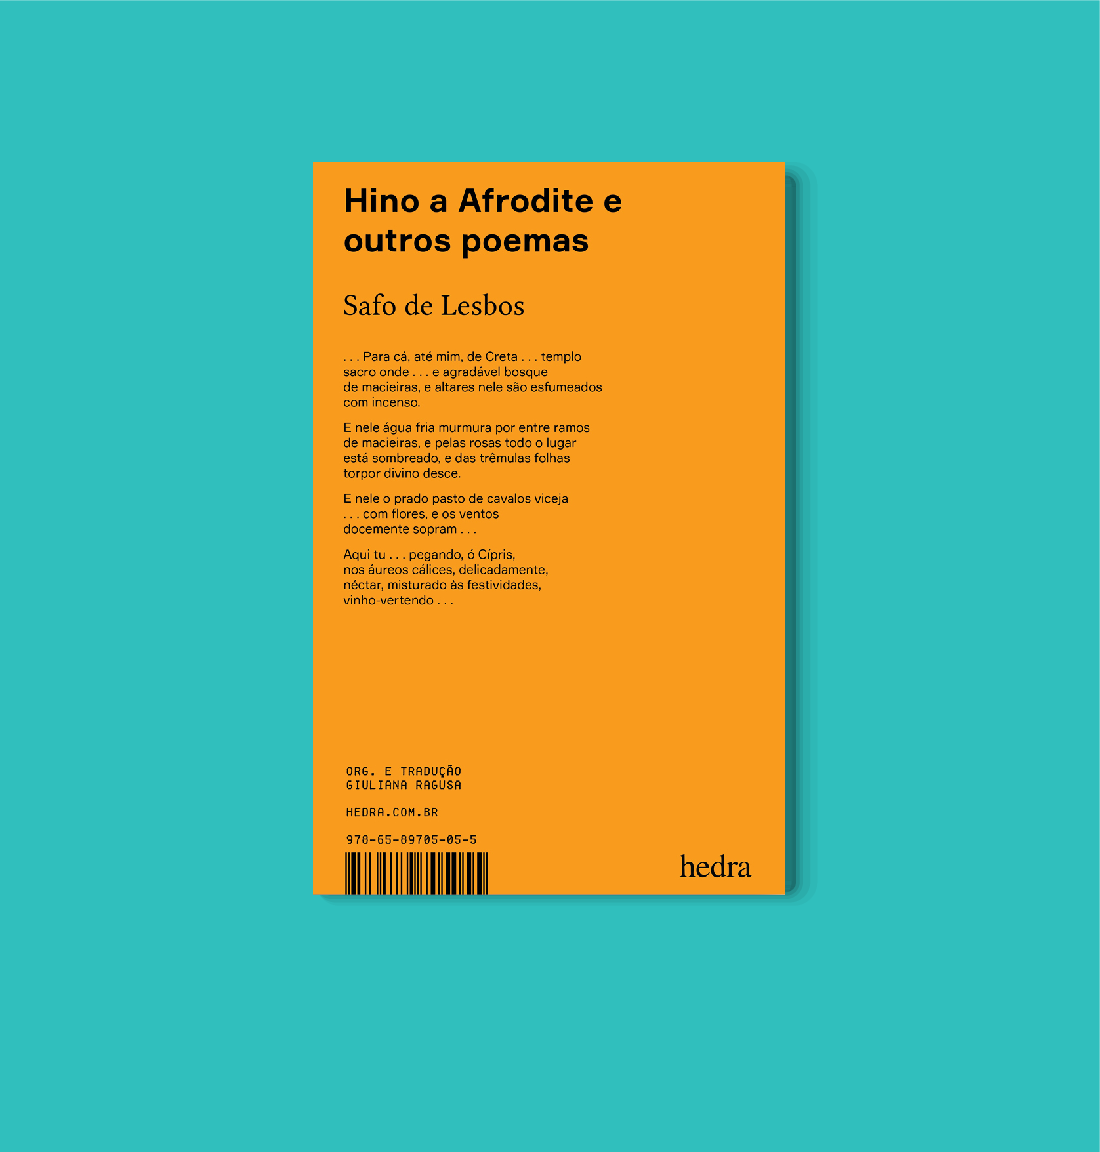 Hino a Afrodite e
outros poemas
Safo de Lesbos
. . . Para cá, até mim, de Creta . . . templo
sacro onde . . . e agradável bosque
de macieiras, e altares nele são esfumeados
com incenso.
E nele água fria murmura por entre ramos
de macieiras, e pelas rosas todo o lugar
está sombreado, e das trêmulas folhas
torpor divino desce.
E nele o prado pasto de cavalos viceja
. . . com flores, e os ventos
docemente sopram . . .
Aqui tu . . . pegando, ó Cípris,
nos áureos cálices, delicadamente,
néctar, misturado às festividades,
vinho-vertendo . . .
ORG. E TRADUÇÃO
GIULIANA RAGUSA
HEDRA.COM.BR
978-65-89705-05-5
hedra